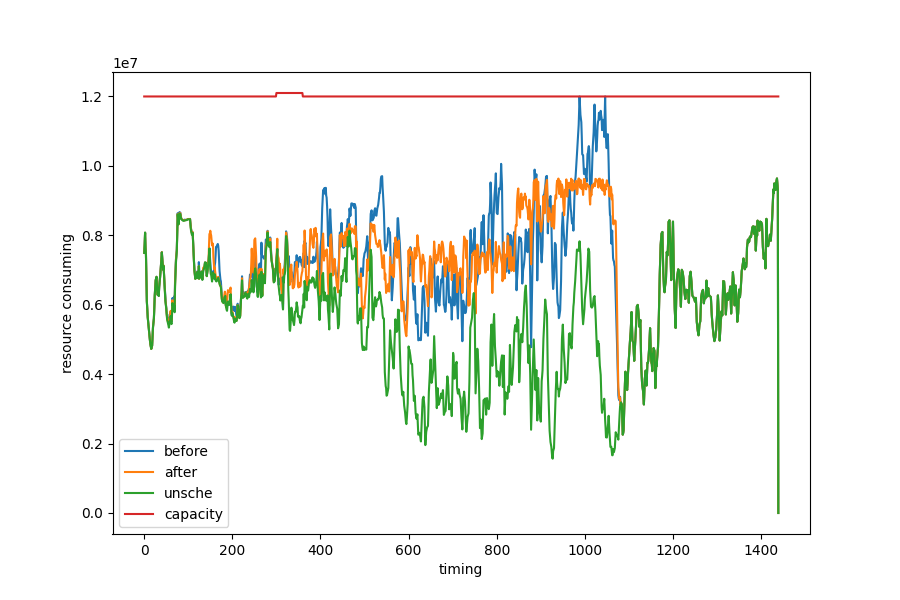 1e7
1.2
1.0
0.8
0.6
0.4
0.2
0.0
resource consuming
before
after
unsche
capacity
0 200 400 600 800 1000 1200 1400
timing